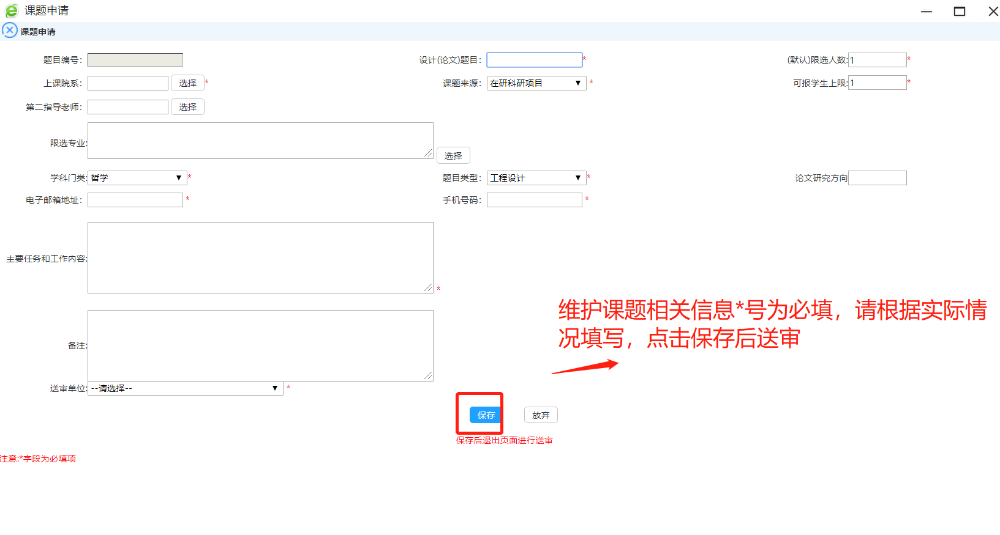 课题申请
课题申请
题目编号： 设计(论文)题目： * (默认)限选人数: 1 *
上课院系： 选择 * 课题来源： 在研科研项目 ▼ * 可报学生上限: 1 *
第二指导老师： 选择
限选专业: 选择
学科门类: 哲学 ▼ * 题目类型： 工程设计 ▼ * 论文研究方向
电子邮箱地址： * 手机号码： *
主要任务和工作内容: *
维护课题相关信息*号为必填，请根据实际情
况填写，点击保存后送审
备注:
送审单位: --请选择-- ▼ *
保存 放弃
保存后退出页面进行送审
注意:*字段为必填项